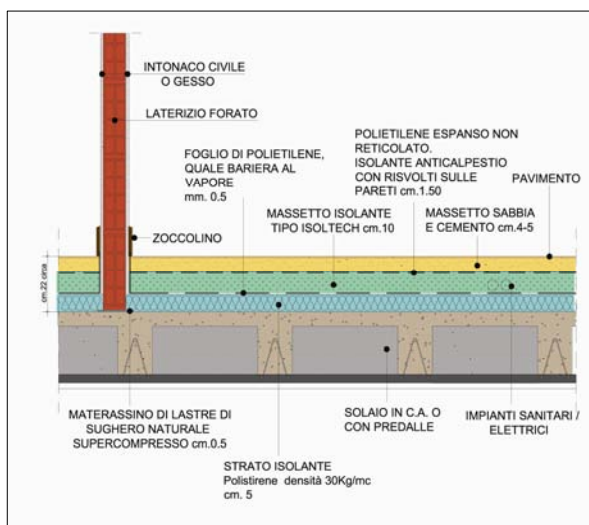 INTONACO CIVILE
O GESSO
LATERIZIO FORATO
FOGLIO DI POLIETILENE,
QUALE BARIERA AL
VAPORE
mm. 0.5
POLIETILENE ESPANSO NON
RETICOLATO.
ISOLANTE ANTICALPESTIO
CON RISVOLTI SULLE
PARETI cm.1.50
PAVIMENTO
MASSETTO ISOLANTE
TIPO ISOLTECH cm.10
MASSETTO SABBIA
E CEMENTO cm.4-5
ZOCCOLINO
cm.22 circa
MATERASSINO DI LASTRE DI
SUGHERO NATURALE
SUPERCOMPRESSO cm.0.5
SOLAIO IN C.A. O
CON PREDALLE
IMPIANTI SANITARI /
ELETTRICI
STRATO ISOLANTE
Polistirene densità 30Kg/mc
cm. 5